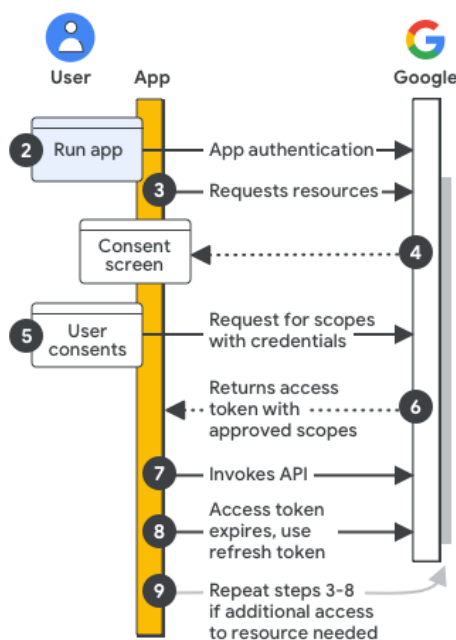 User
App
Google
2
Run app
App authentication
3
Requests resources
Consent
screen
4
5
User
consents
Request for scopes
with credentials
Returns access
token with
approved scopes
6
7
Invokes API
8
Access token
expires, use
refresh token
9
Repeat steps 3-8
if additional access
to resource needed